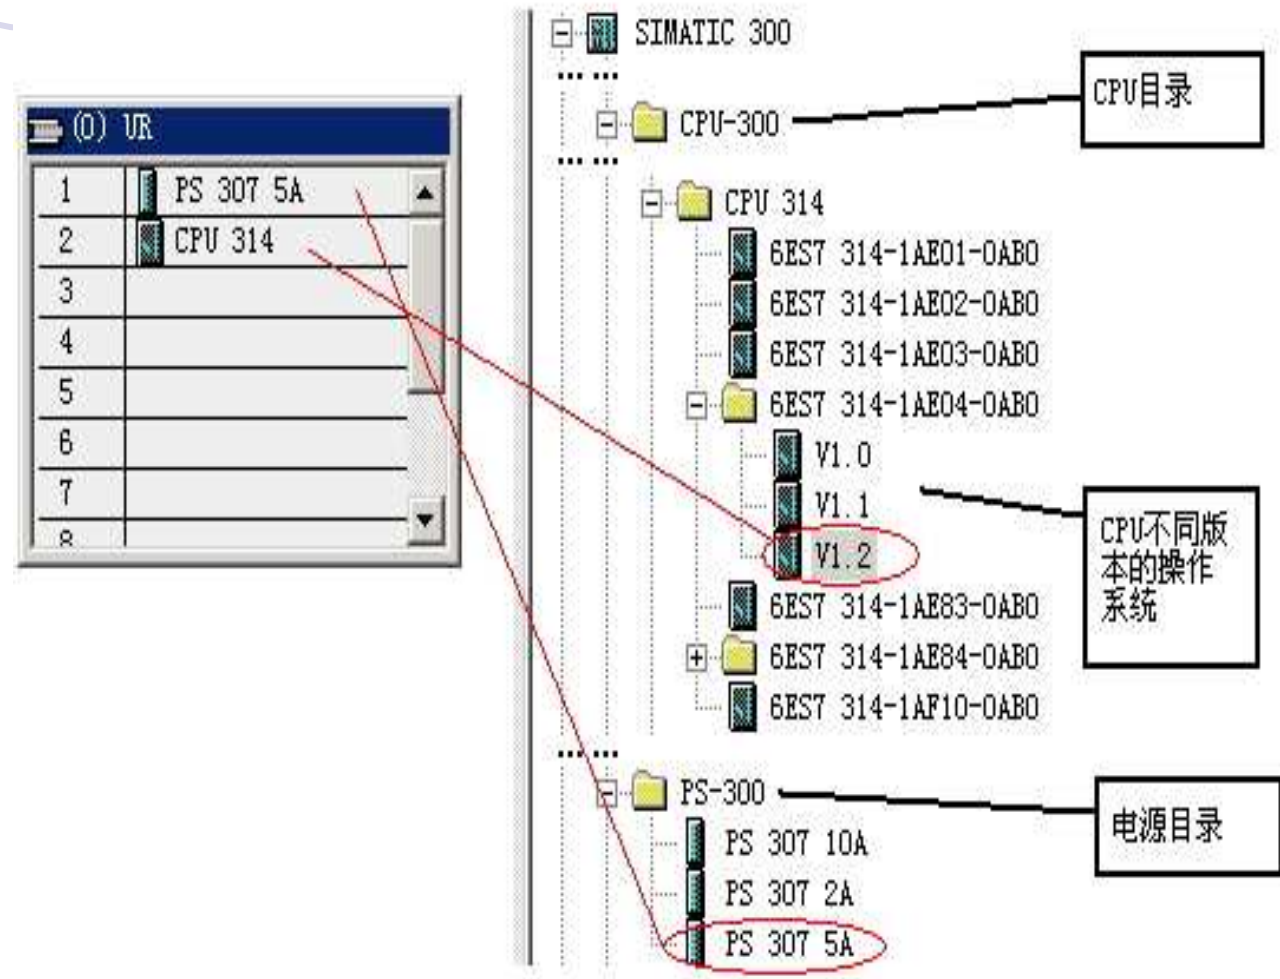 (0) UR
1 PS 307 5A
2 CPU 314
3
4
5
6
7
8
SIMATIC 300
CPU-300
CPU 314
6ES7 314-1AE01-0AB0
6ES7 314-1AE02-0AB0
6ES7 314-1AE03-0AB0
6ES7 314-1AE04-0AB0
V1.0
V1.1
V1.2
6ES7 314-1AE83-0AB0
6ES7 314-1AE84-0AB0
6ES7 314-1AF10-0AB0
PS-300
PS 307 10A
PS 307 2A
PS 307 5A
CPU目录
CPU不同版
本的操作
系统
电源目录